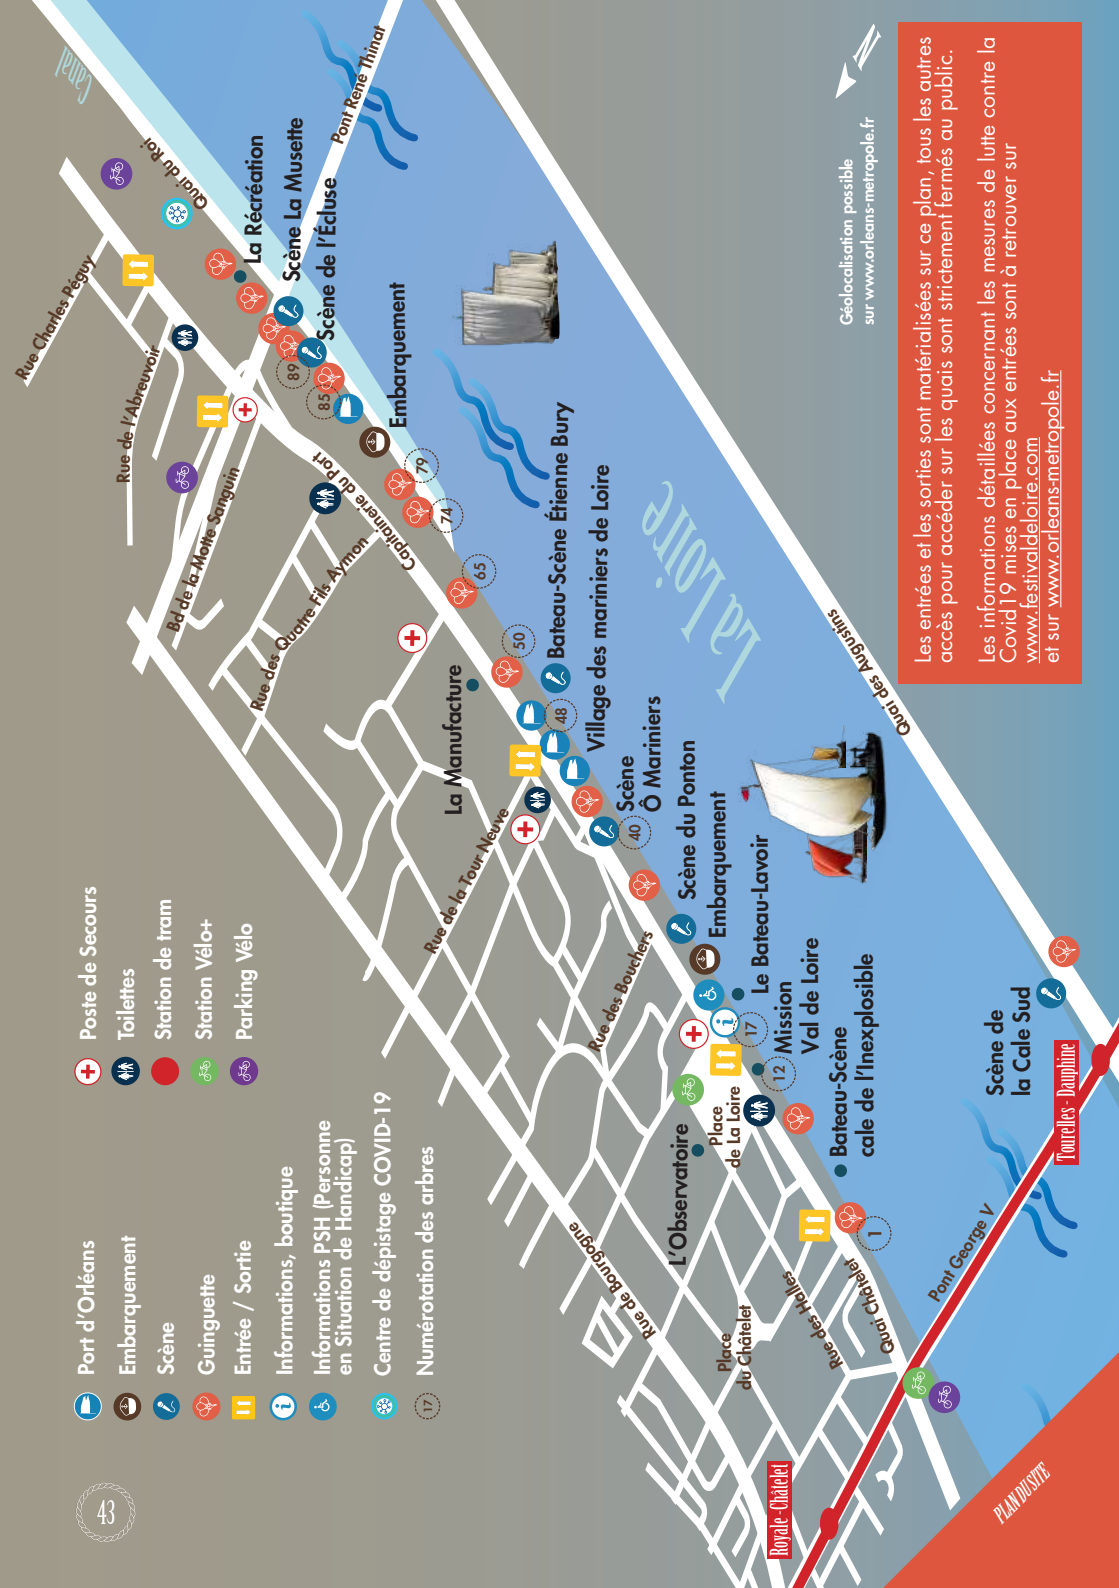 43
Port d'Orléans
Embarquement
Scène
Guinguette
Entrée / Sortie
Informations, boutique
Informations PSH (Personne
en Situation de Handicap)
Centre de dépistage COVID-19
17
Numérotation des arbres
Poste de Secours
Toilettes
Station de tram
Station Vélo+
Parking Vélo
Canal
Quai du Roi
Rue Charles Péguy
Rue de l'Abreuvoir
Bd de la Motte Sanguin
Rue des Quatre Fils Aymon
Capitainerie du Port
La Récréation
Scène La Musette
Scène de l'Écluse
Pont René Thinat
Embarquement
89
85
79
74
65
50
48
40
17
12
1
Bateau-Scène Étienne Bury
Village des mariniers de Loire
La Manufacture
Scène
Ô Mariniers
Scène du Ponton
Embarquement
Le Bateau-Lavoir
Mission
Val de Loire
Bateau-Scène
cale de l'Inexplosible
Rue de la Tour Neuve
Rue des Bouchers
L'Observatoire
Place
de La Loire
Rue de Bourgogne
Place
du Châtelet
Rue des Halles
Quai Châtelet
Pont George V
Royale - Châtelet
Tourelles - Dauphine
Scène de
la Cale Sud
Quai des Augustins
La Loire
N
Géolocalisation possible
sur www.orleans-metropole.fr
Les entrées et les sorties sont matérialisées sur ce plan, tous les autres
accès pour accéder sur les quais sont strictement fermés au public.
Les informations détaillées concernant les mesures de lutte contre la
Covid19 mises en place aux entrées sont à retrouver sur
www.festivaldeloire.com
et sur www.orleans-metropole.fr
PLAN DU SITE